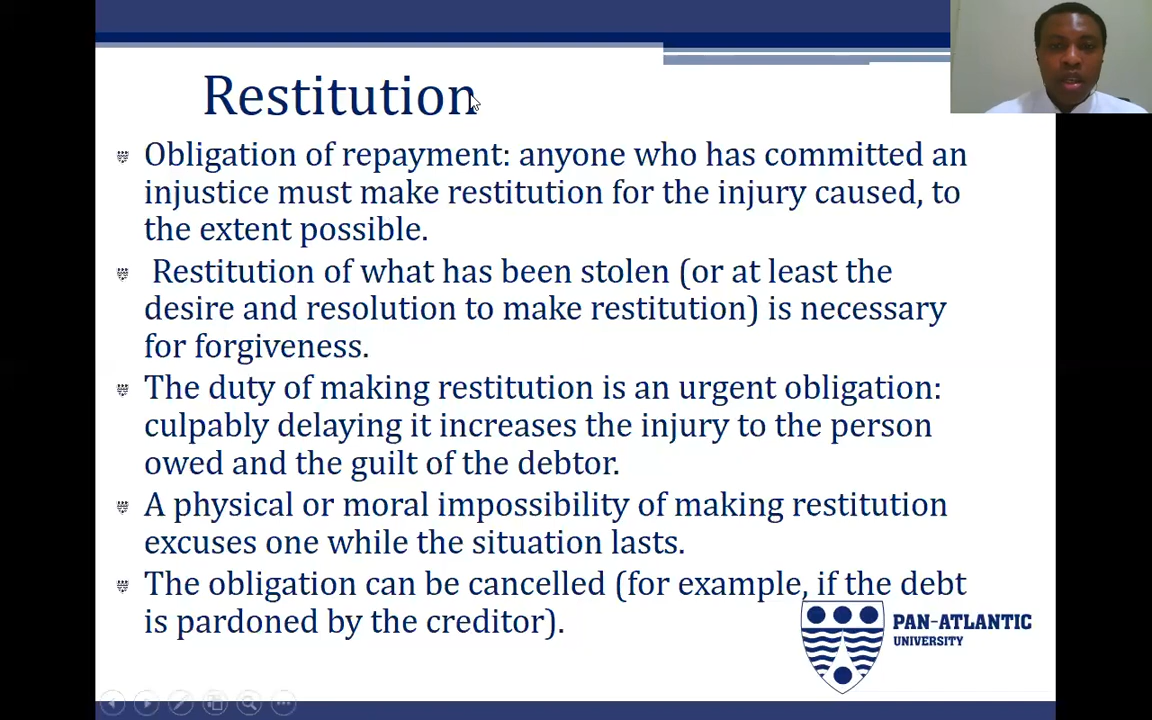 Restitution
Obligation of repayment: anyone who has committed an
injustice must make restitution for the injury caused, to
the extent possible.
Restitution of what has been stolen (or at least the
desire and resolution to make restitution) is necessary
for forgiveness.
The duty of making restitution is an urgent obligation:
culpably delaying it increases the injury to the person
owed and the guilt of the debtor.
A physical or moral impossibility of making restitution
excuses one while the situation lasts.
The obligation can be cancelled (for example, if the debt
is pardoned by the creditor).
PAN-ATLANTIC
UNIVERSITY